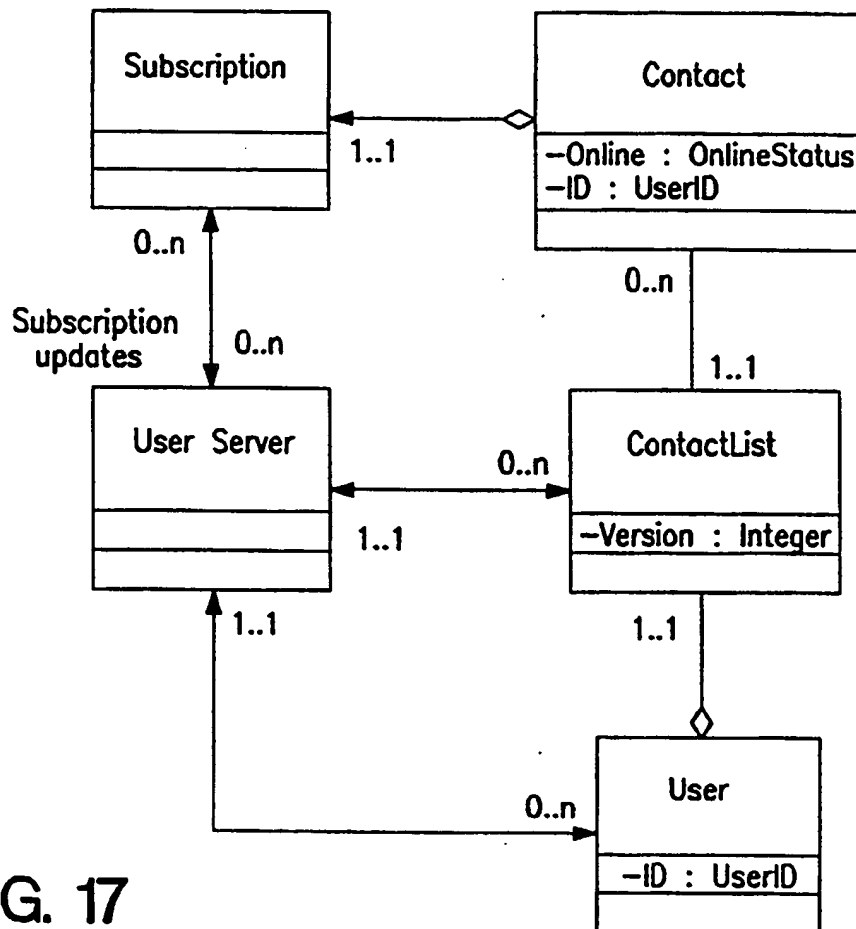 Subscription
Contact
1..1
-Online : OnlineStatus
-ID : UserID
0..n
0..n
Subscription
updates
0..n
1..1
User Server
ContactList
0..n
1..1
-Version : Integer
1..1
1..1
User
0..n
-ID : UserID
G. 17